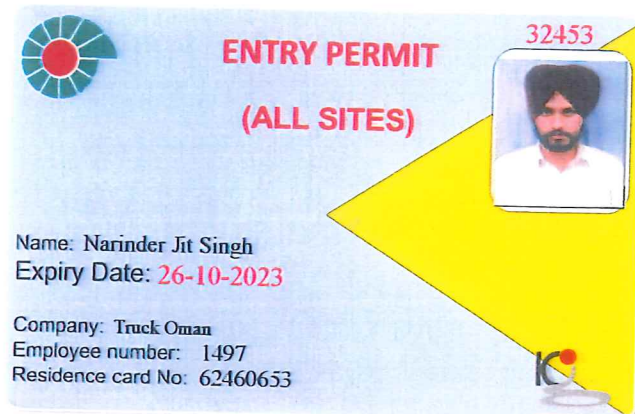 32453
ENTRY PERMIT
(ALL SITES)
Name: Narinder Jit Singh
Expiry Date: 26-10-2023
Company: Truck Oman
Employee number: 1497
Residence card No: 62460653